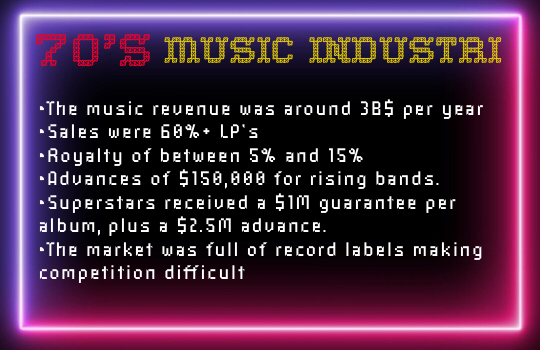 70'S MUSIC INDUSTRI
•The music revenue was around 3B$ per year
•Sales were 60%+ LP's
•Royalty of between 5% and 15%
•Advances of $150,000 for rising bands.
•Superstars received a $1M guarantee per
album, plus a $2.5M advance.
•The market was full of record labels making
competition difficult